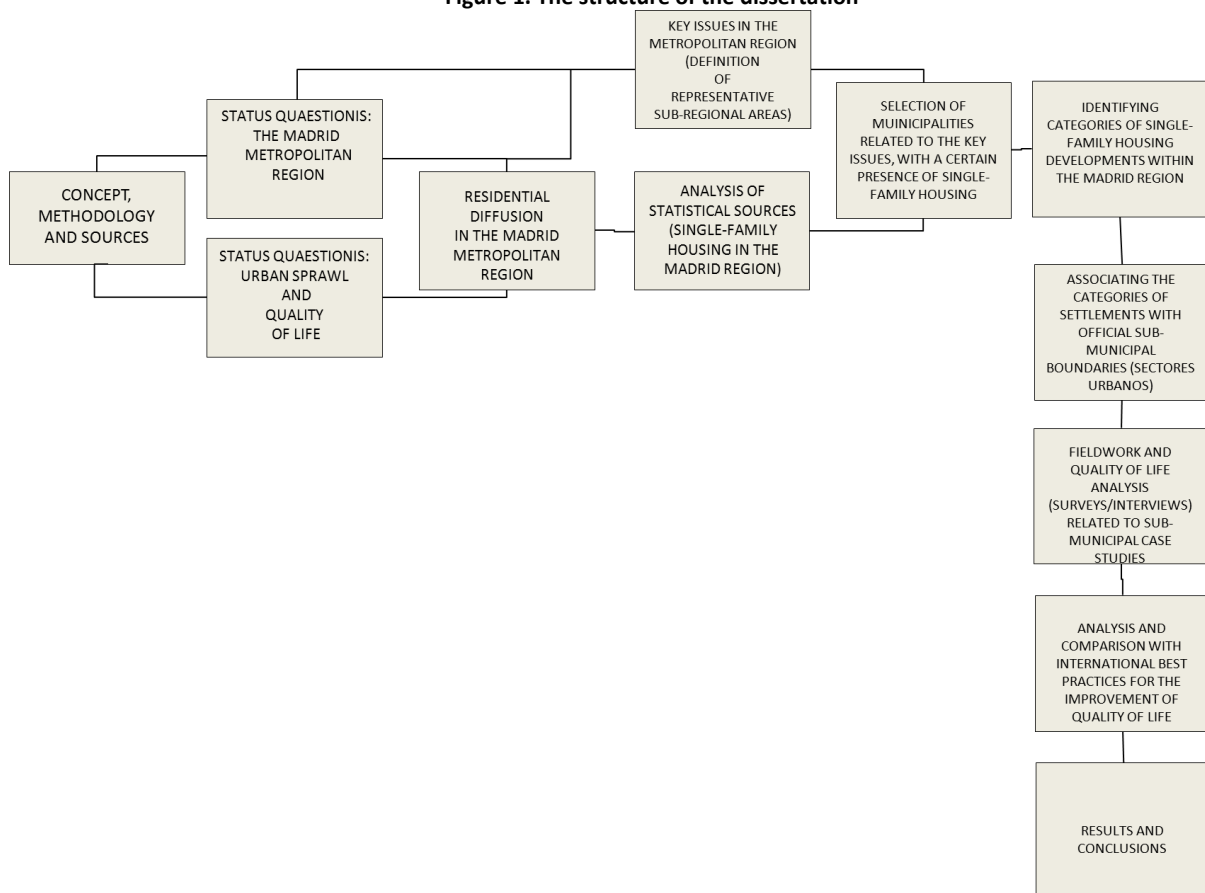 Figure 1. The structure of the dissertation
CONCEPT,
METHODOLOGY
AND SOURCES
STATUS QUAESTIONIS:
THE MADRID
METROPOLITAN
REGION
STATUS QUAESTIONIS:
URBAN SPRAWL
AND
QUALITY
OF LIFE
RESIDENTIAL
DIFFUSION
IN THE MADRID
METROPOLITAN
REGION
KEY ISSUES IN THE
METROPOLITAN REGION
(DEFINITION
OF
REPRESENTATIVE
SUB-REGIONAL AREAS)
ANALYSIS OF
STATISTICAL SOURCES
(SINGLE-FAMILY
HOUSING IN THE
MADRID REGION)
SELECTION OF
MUINICIPALITIES
RELATED TO THE KEY
ISSUES, WITH A CERTAIN
PRESENCE OF SINGLE-
FAMILY HOUSING
IDENTIFYING
CATEGORIES OF SINGLE-
FAMILY HOUSING
DEVELOPMENTS WITHIN
THE MADRID REGION
ASSOCIATING THE
CATEGORIES OF
SETTLEMENTS WITH
OFFICIAL SUB-
MUNICIPAL
BOUNDARIES (SECTORES
URBANOS)
FIELDWORK AND
QUALITY OF LIFE
ANALYSIS
(SURVEYS/INTERVIEWS)
RELATED TO SUB-
MUNICIPAL CASE
STUDIES
ANALYSIS AND
COMPARISON WITH
INTERNATIONAL BEST
PRACTICES FOR THE
IMPROVEMENT OF
QUALITY OF LIFE
RESULTS AND
CONCLUSIONS